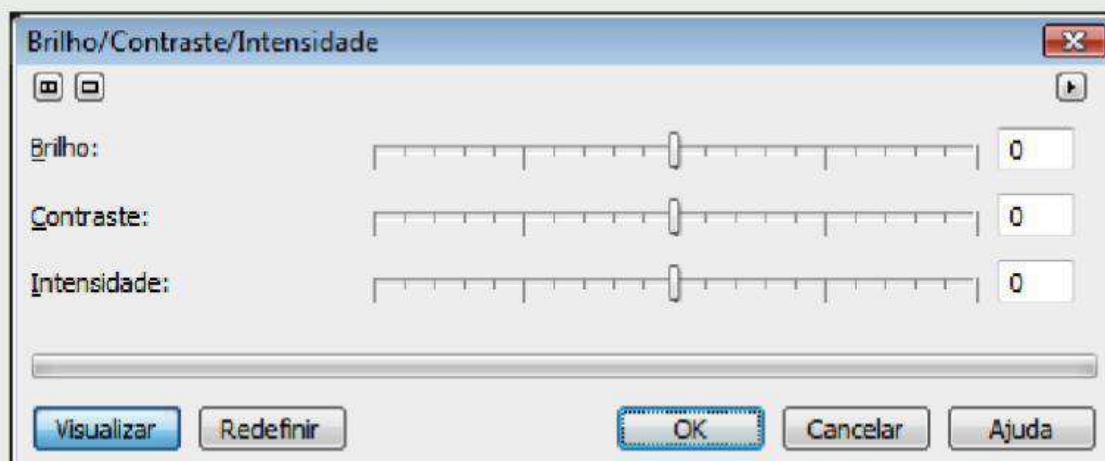 Brilho/Contraste/Intensidade
Brilho: 0
Contraste: 0
Intensidade: 0
Visualizar Redefinir OK Cancelar Ajuda